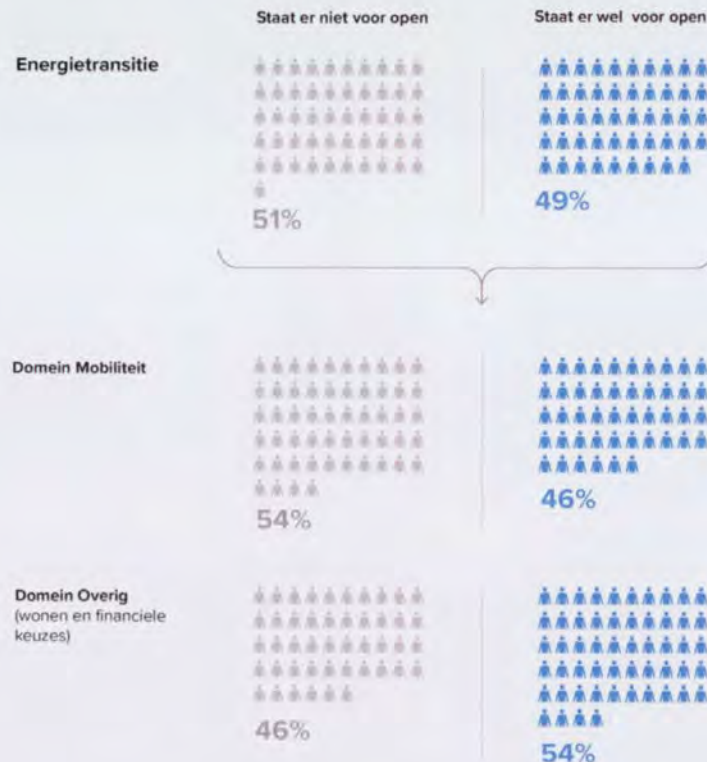 Staat er niet voor open
Staat er wel voor open
Energietransitie
51%
49%
Domein Mobiliteit
54%
46%
Domein Overig
(wonen en financiele
keuzes)
46%
54%